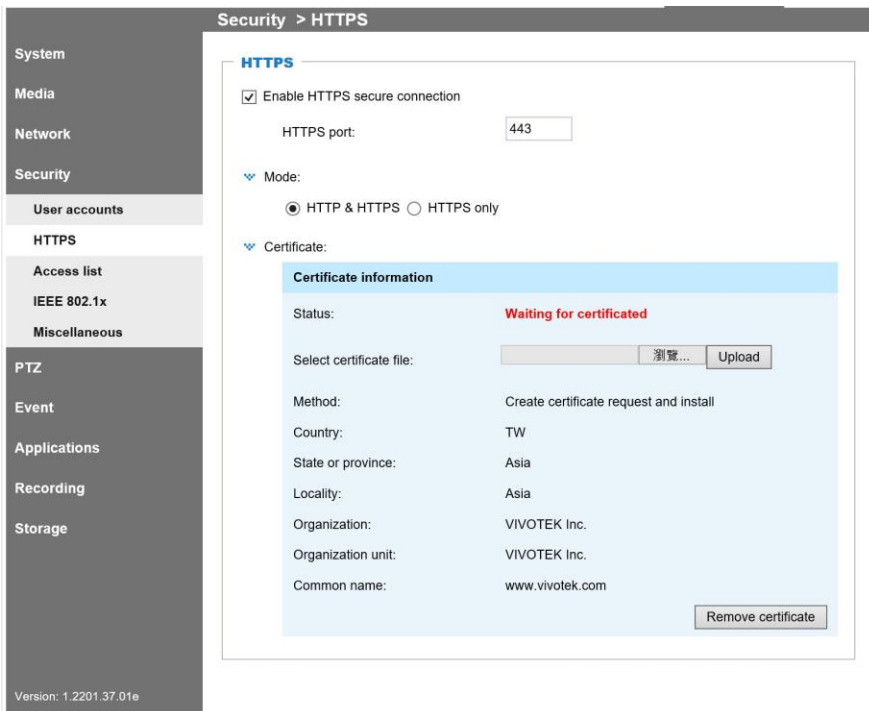 Security > HTTPS
System
Media
Network
Security
User accounts
HTTPS
Access list
IEEE 802.1x
Miscellaneous
PTZ
Event
Applications
Recording
Storage
Version: 1.2201.37.01e
HTTPS
Enable HTTPS secure connection
HTTPS port: 443
Mode:
HTTP & HTTPS HTTPS only
Certificate:
Certificate information
Status: Waiting for certificated
Select certificate file: 瀏覽... Upload
Method: Create certificate request and install
Country: TW
State or province: Asia
Locality: Asia
Organization: VIVOTEK Inc.
Organization unit: VIVOTEK Inc.
Common name: www.vivotek.com
Remove certificate